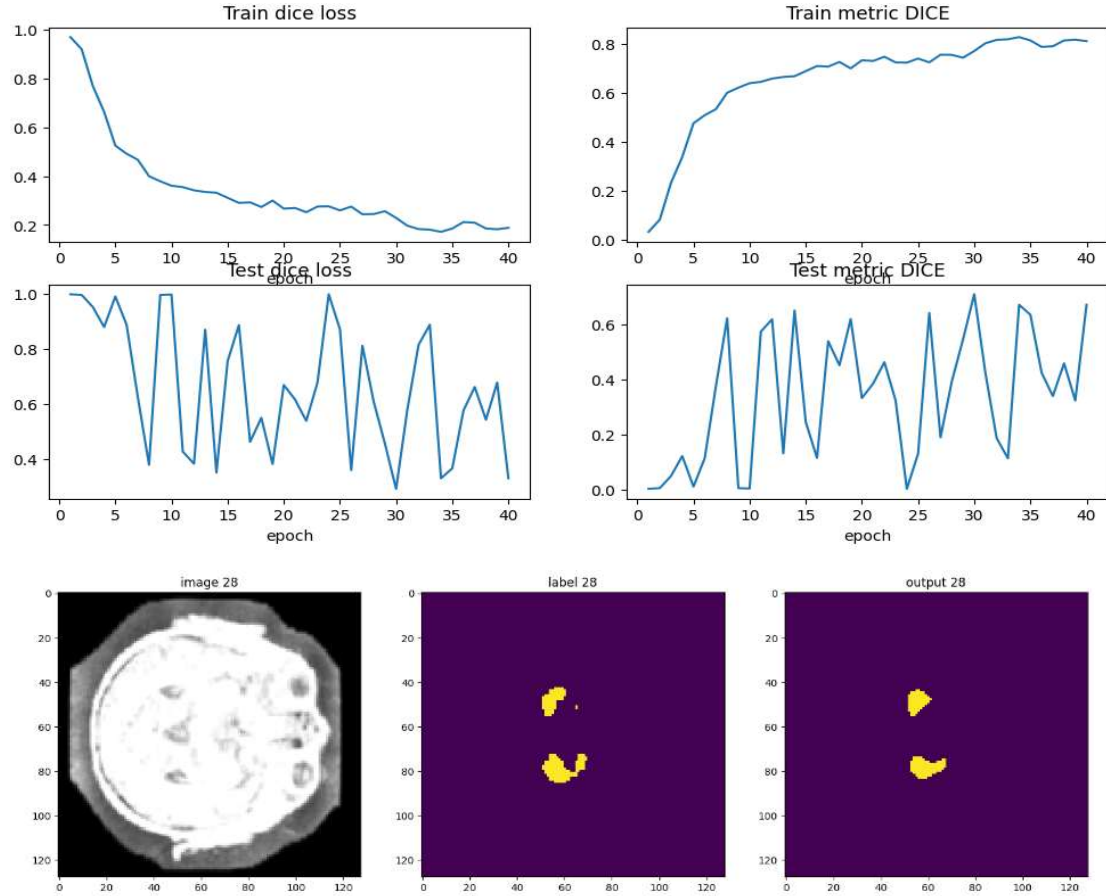 Train dice loss
Train metric DICE
1.0
0.8
0.6
0.4
0.2
0 5 10 15 20 25 30 35 40
epoch
0.8
0.6
0.4
0.2
0.0
0 5 10 15 20 25 30 35 40
epoch
Test dice loss
Test metric DICE
1.0
0.8
0.6
0.4
0 5 10 15 20 25 30 35 40
epoch
0.6
0.4
0.2
0.0
0 5 10 15 20 25 30 35 40
epoch
image 28
0
20
40
60
80
100
120
0 20 40 60 80 100 120
label 28
0
20
40
60
80
100
120
0 20 40 60 80 100 120
output 28
0
20
40
60
80
100
120
0 20 40 60 80 100 120